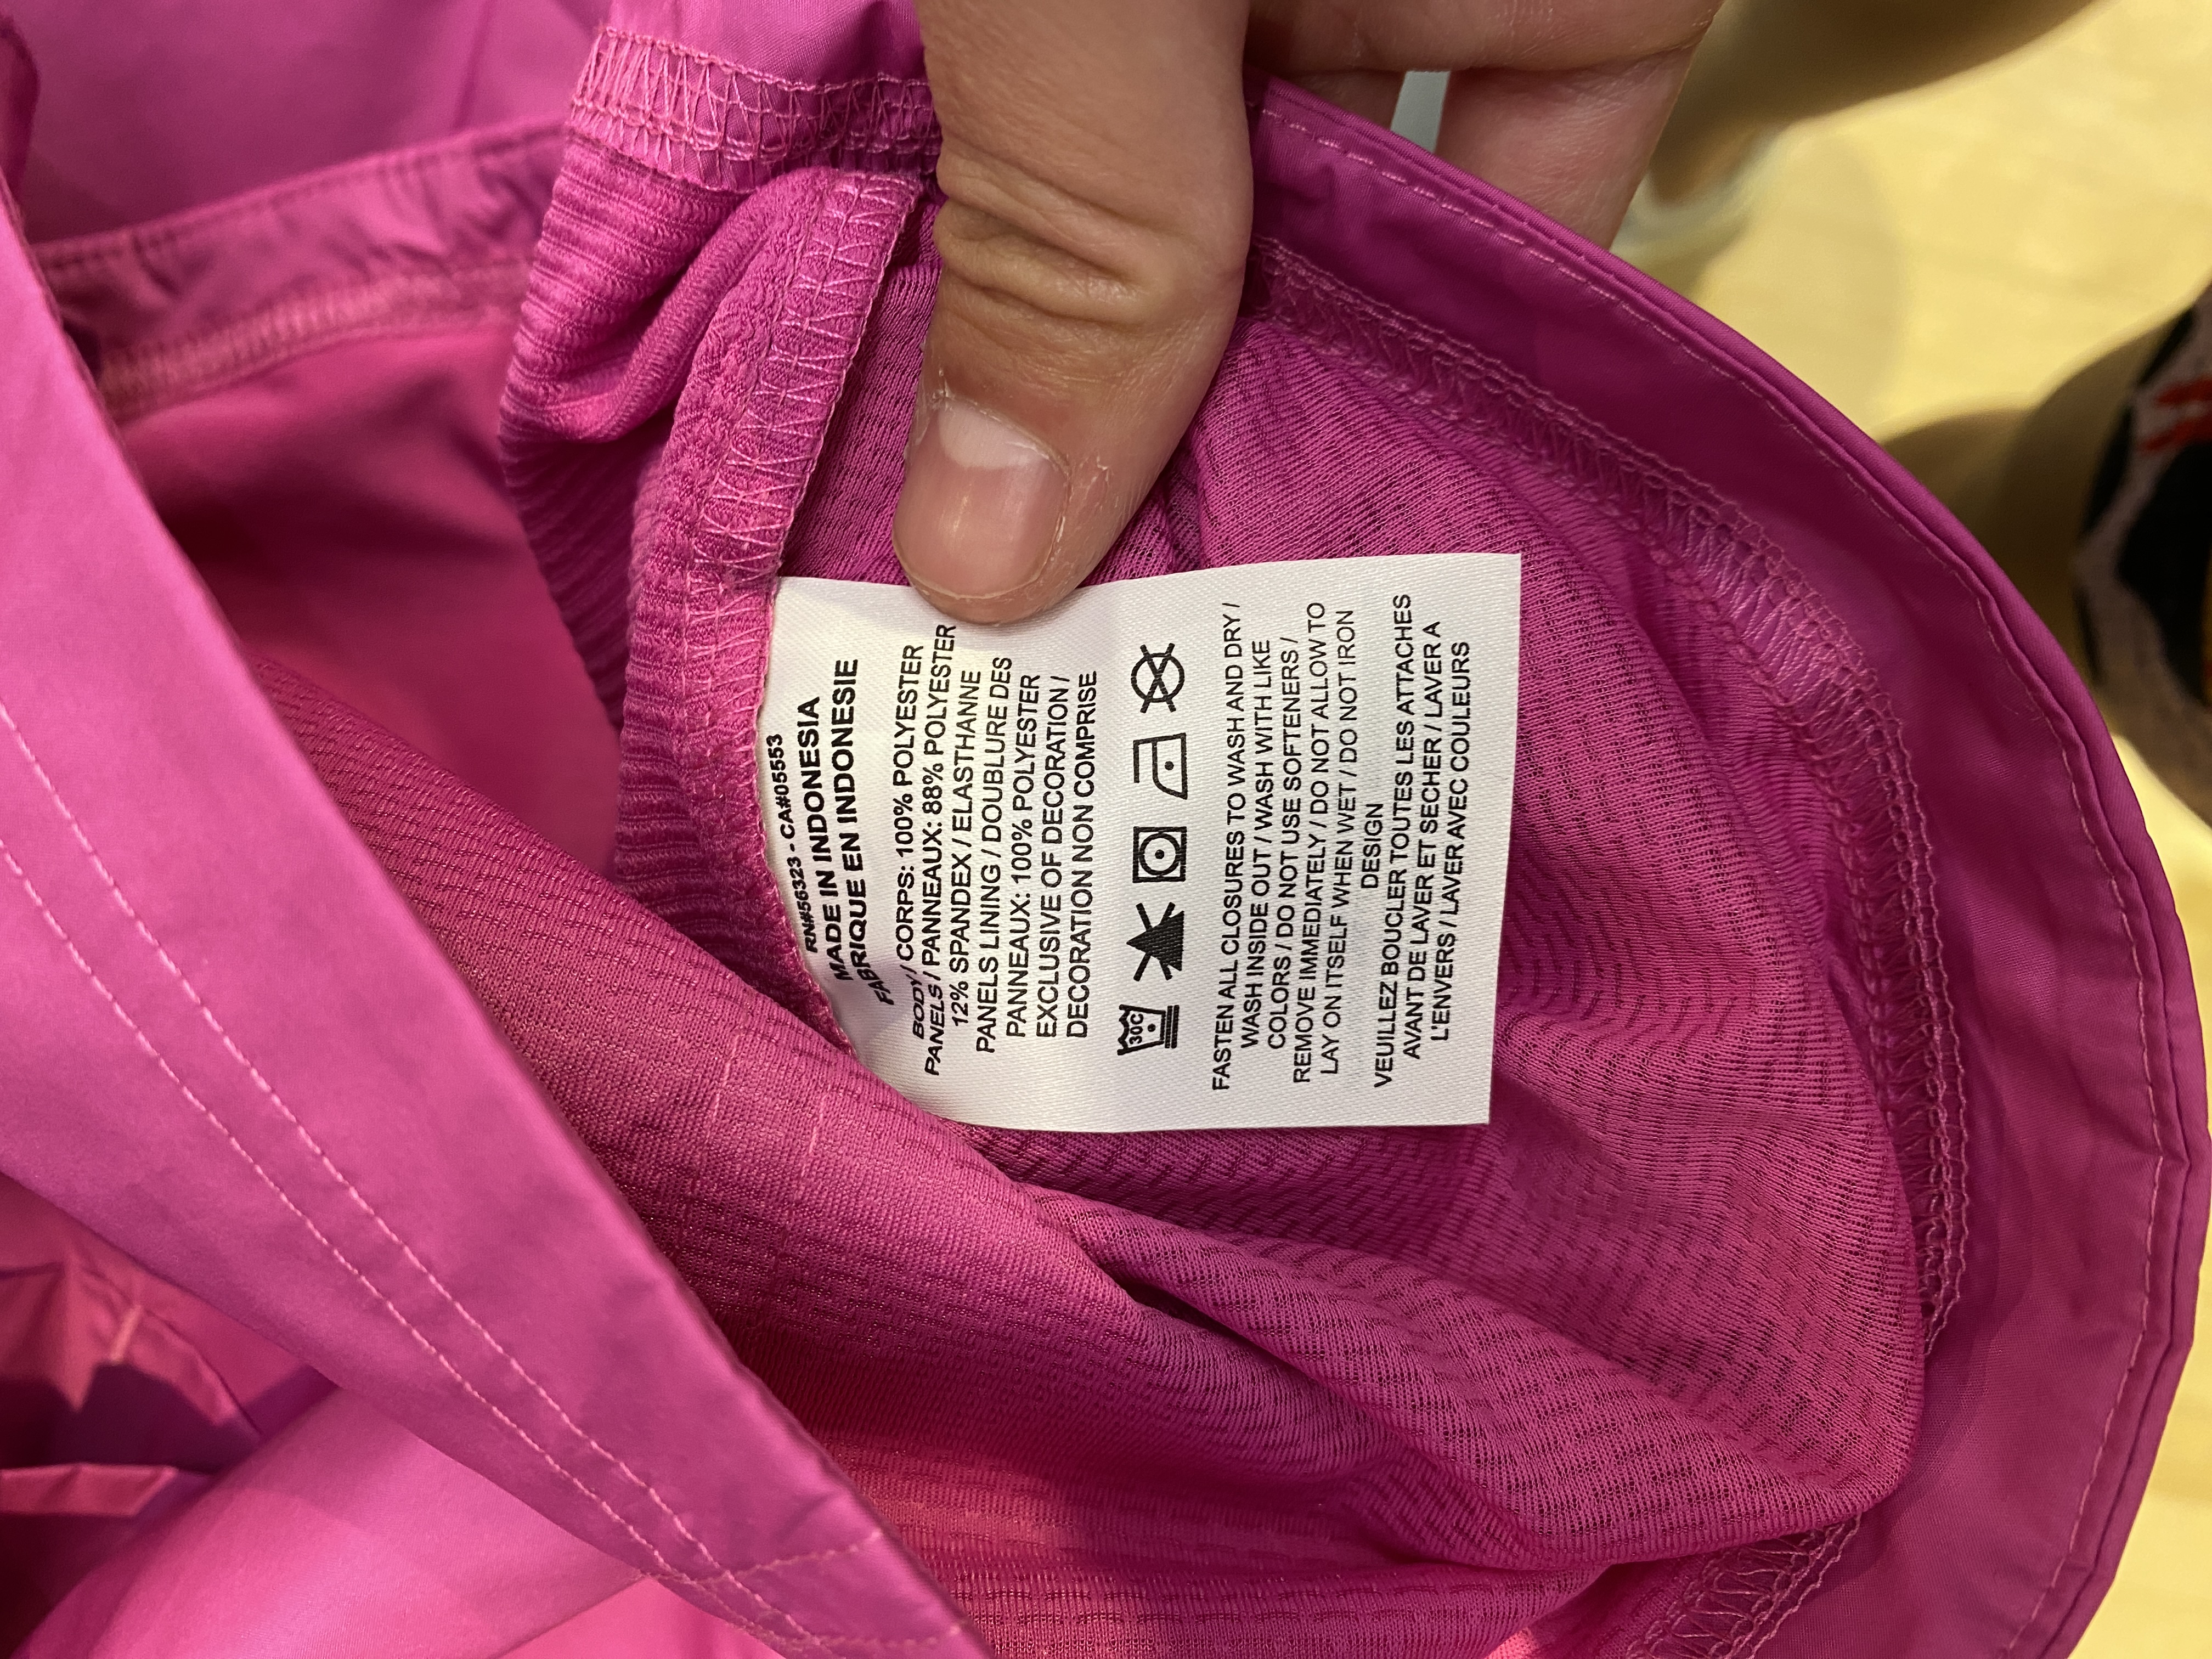 RN#56323 - CA#05553
MADE IN INDONESIA
FABRIQUE EN INDONESIE
BODY / CORPS: 100% POLYESTER
PANELS / PANNEAUX: 88% POLYESTER
12% SPANDEX / ELASTHANNE
PANELS LINING / DOUBLURE DES
PANNEAUX: 100% POLYESTER
EXCLUSIVE OF DECORATION /
DECORATION NON COMPRISE
30C
FASTEN ALL CLOSURES TO WASH AND DRY /
WASH INSIDE OUT / WASH WITH LIKE
COLORS / DO NOT USE SOFTENERS /
REMOVE IMMEDIATELY / DO NOT ALLOW TO
LAY ON ITSELF WHEN WET / DO NOT IRON
DESIGN
VEUILLEZ BOUCLER TOUTES LES ATTACHES
AVANT DE LAVER ET SECHER / LAVER A
L'ENVERS / LAVER AVEC COULEURS